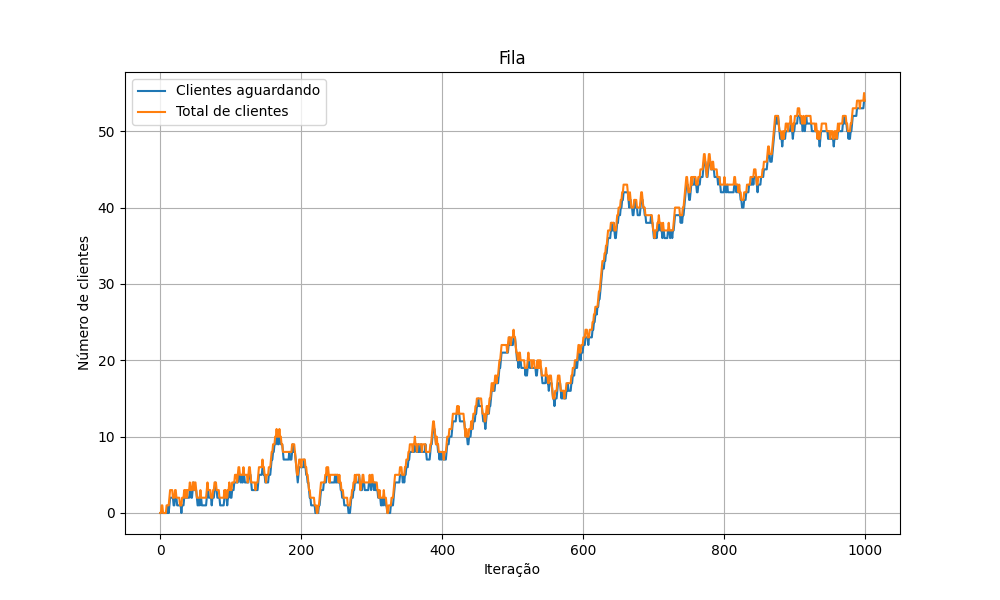 Fila
Clientes aguardando
Total de clientes
Número de clientes
50
40
30
20
10
0
0 200 400 600 800 1000
Iteração